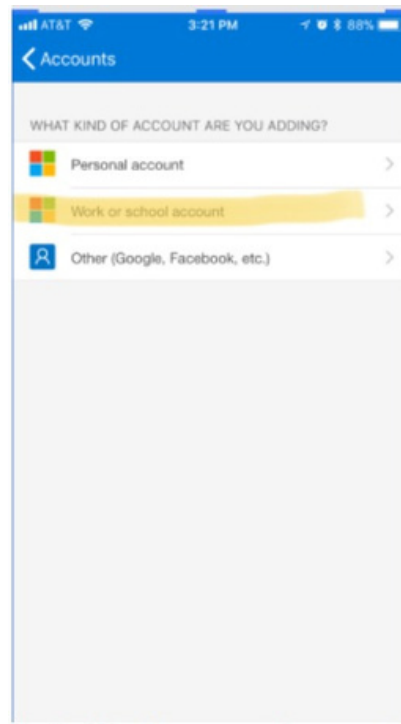 AT&T 3:21 PM 88%
Accounts
WHAT KIND OF ACCOUNT ARE YOU ADDING?
Personal account
Work or school account
Other (Google, Facebook, etc.)